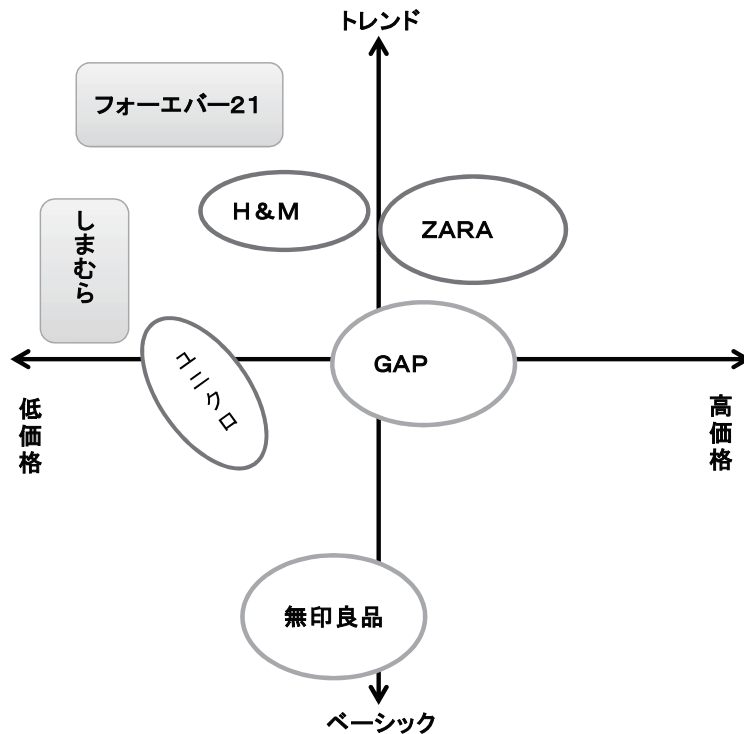 トレンド
フォーエバー２１
Ｈ＆Ｍ
ＺＡＲＡ
しまむら
ユニクロ
ＧＡＰ
低価格
高価格
無印良品
ベーシック